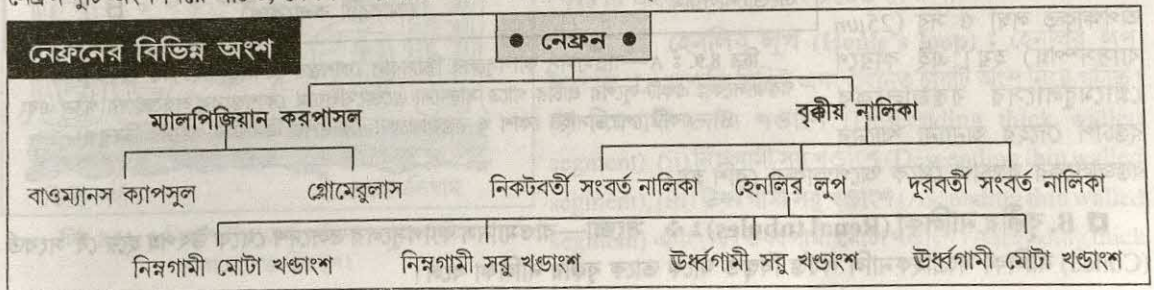 নেফ্রনের বিভিন্ন অংশ
● নেফ্রন ●
ম্যালপিজিয়ান করপাসল
বৃক্কীয় নালিকা
বাওম্যানস ক্যাপসুল
গ্লোমেরুলাস
নিকটবর্তী সংবর্ত নালিকা
হেনলির লুপ
দূরবর্তী সংবর্ত নালিকা
নিম্নগামী মোটা খণ্ডাংশ
নিম্নগামী সরু খণ্ডাংশ
ঊর্ধ্বগামী সরু খণ্ডাংশ
ঊর্ধ্বগামী মোটা খণ্ডাংশ